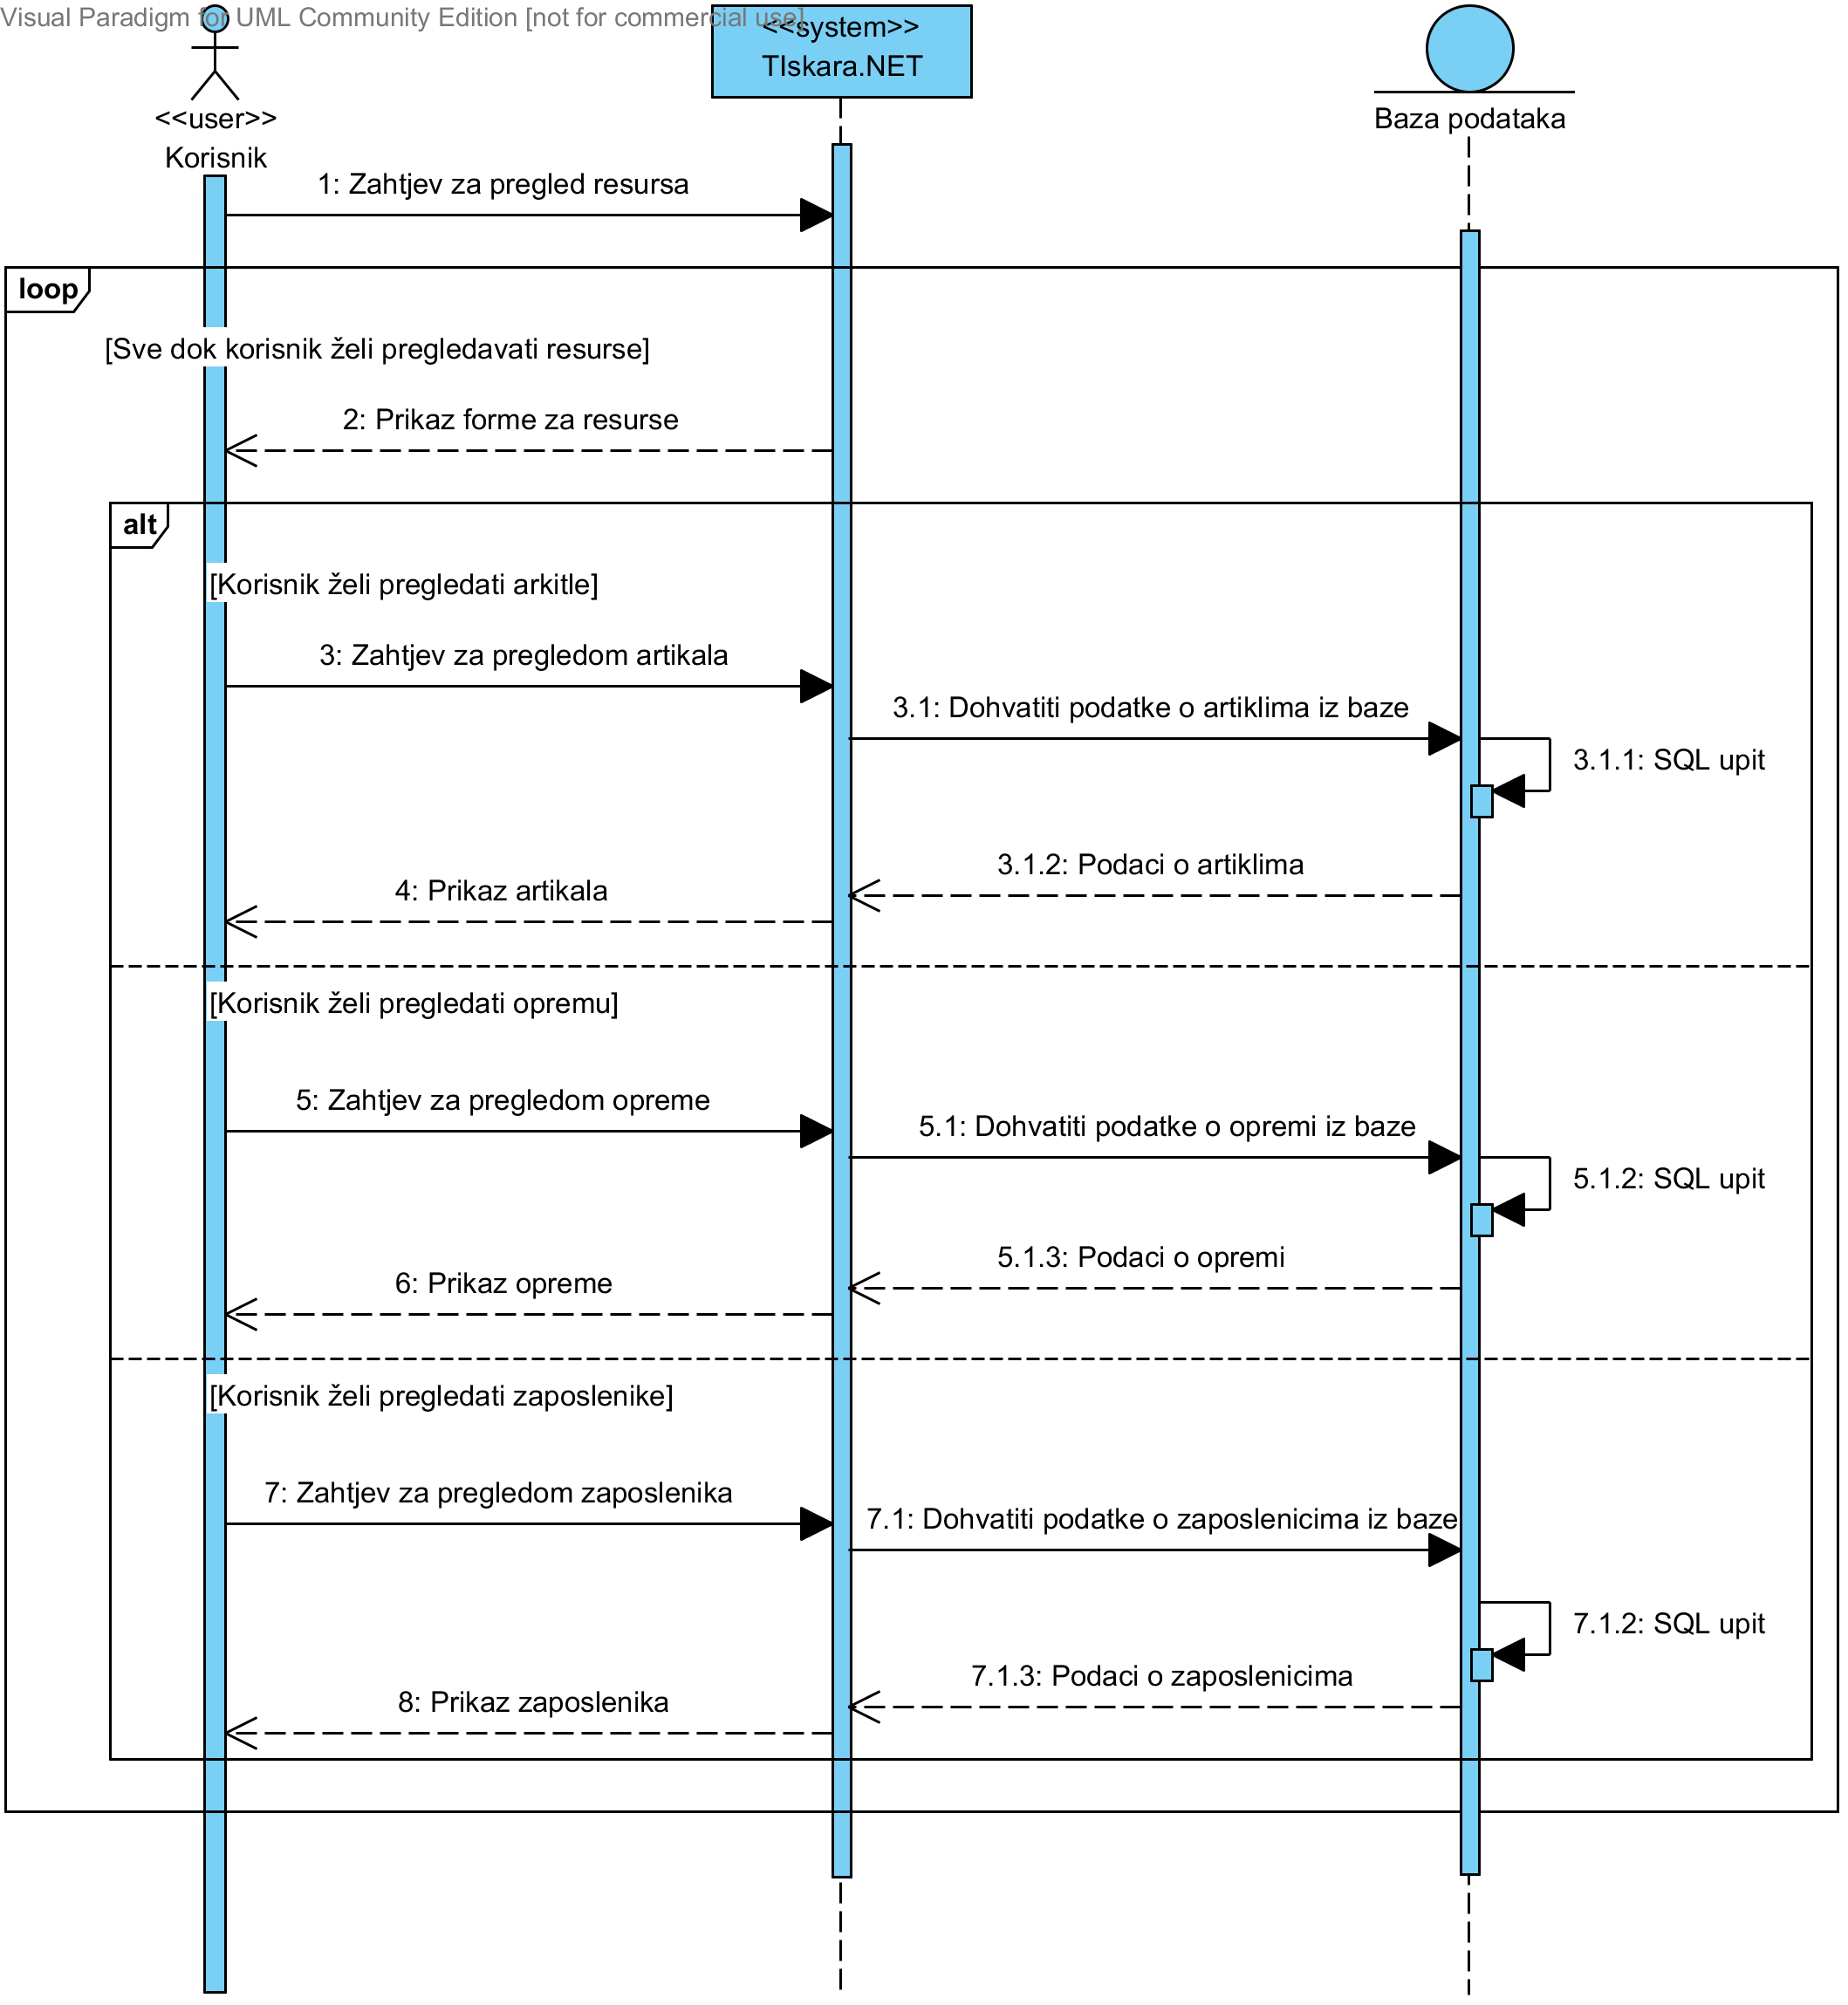 Visual Paradigm for UML Community Edition [not for commercial use]
<<system>>
TIskara.NET
<<user>>
Korisnik
Baza podataka
1: Zahtjev za pregled resursa
loop
[Sve dok korisnik želi pregledavati resurse]
2: Prikaz forme za resurse
alt
[Korisnik želi pregledati arkitle]
3: Zahtjev za pregledom artikala
3.1: Dohvatiti podatke o artiklima iz baze
3.1.1: SQL upit
3.1.2: Podaci o artiklima
4: Prikaz artikala
[Korisnik želi pregledati opremu]
5: Zahtjev za pregledom opreme
5.1: Dohvatiti podatke o opremi iz baze
5.1.2: SQL upit
5.1.3: Podaci o opremi
6: Prikaz opreme
[Korisnik želi pregledati zaposlenike]
7: Zahtjev za pregledom zaposlenika
7.1: Dohvatiti podatke o zaposlenicima iz baze
7.1.2: SQL upit
7.1.3: Podaci o zaposlenicima
8: Prikaz zaposlenika